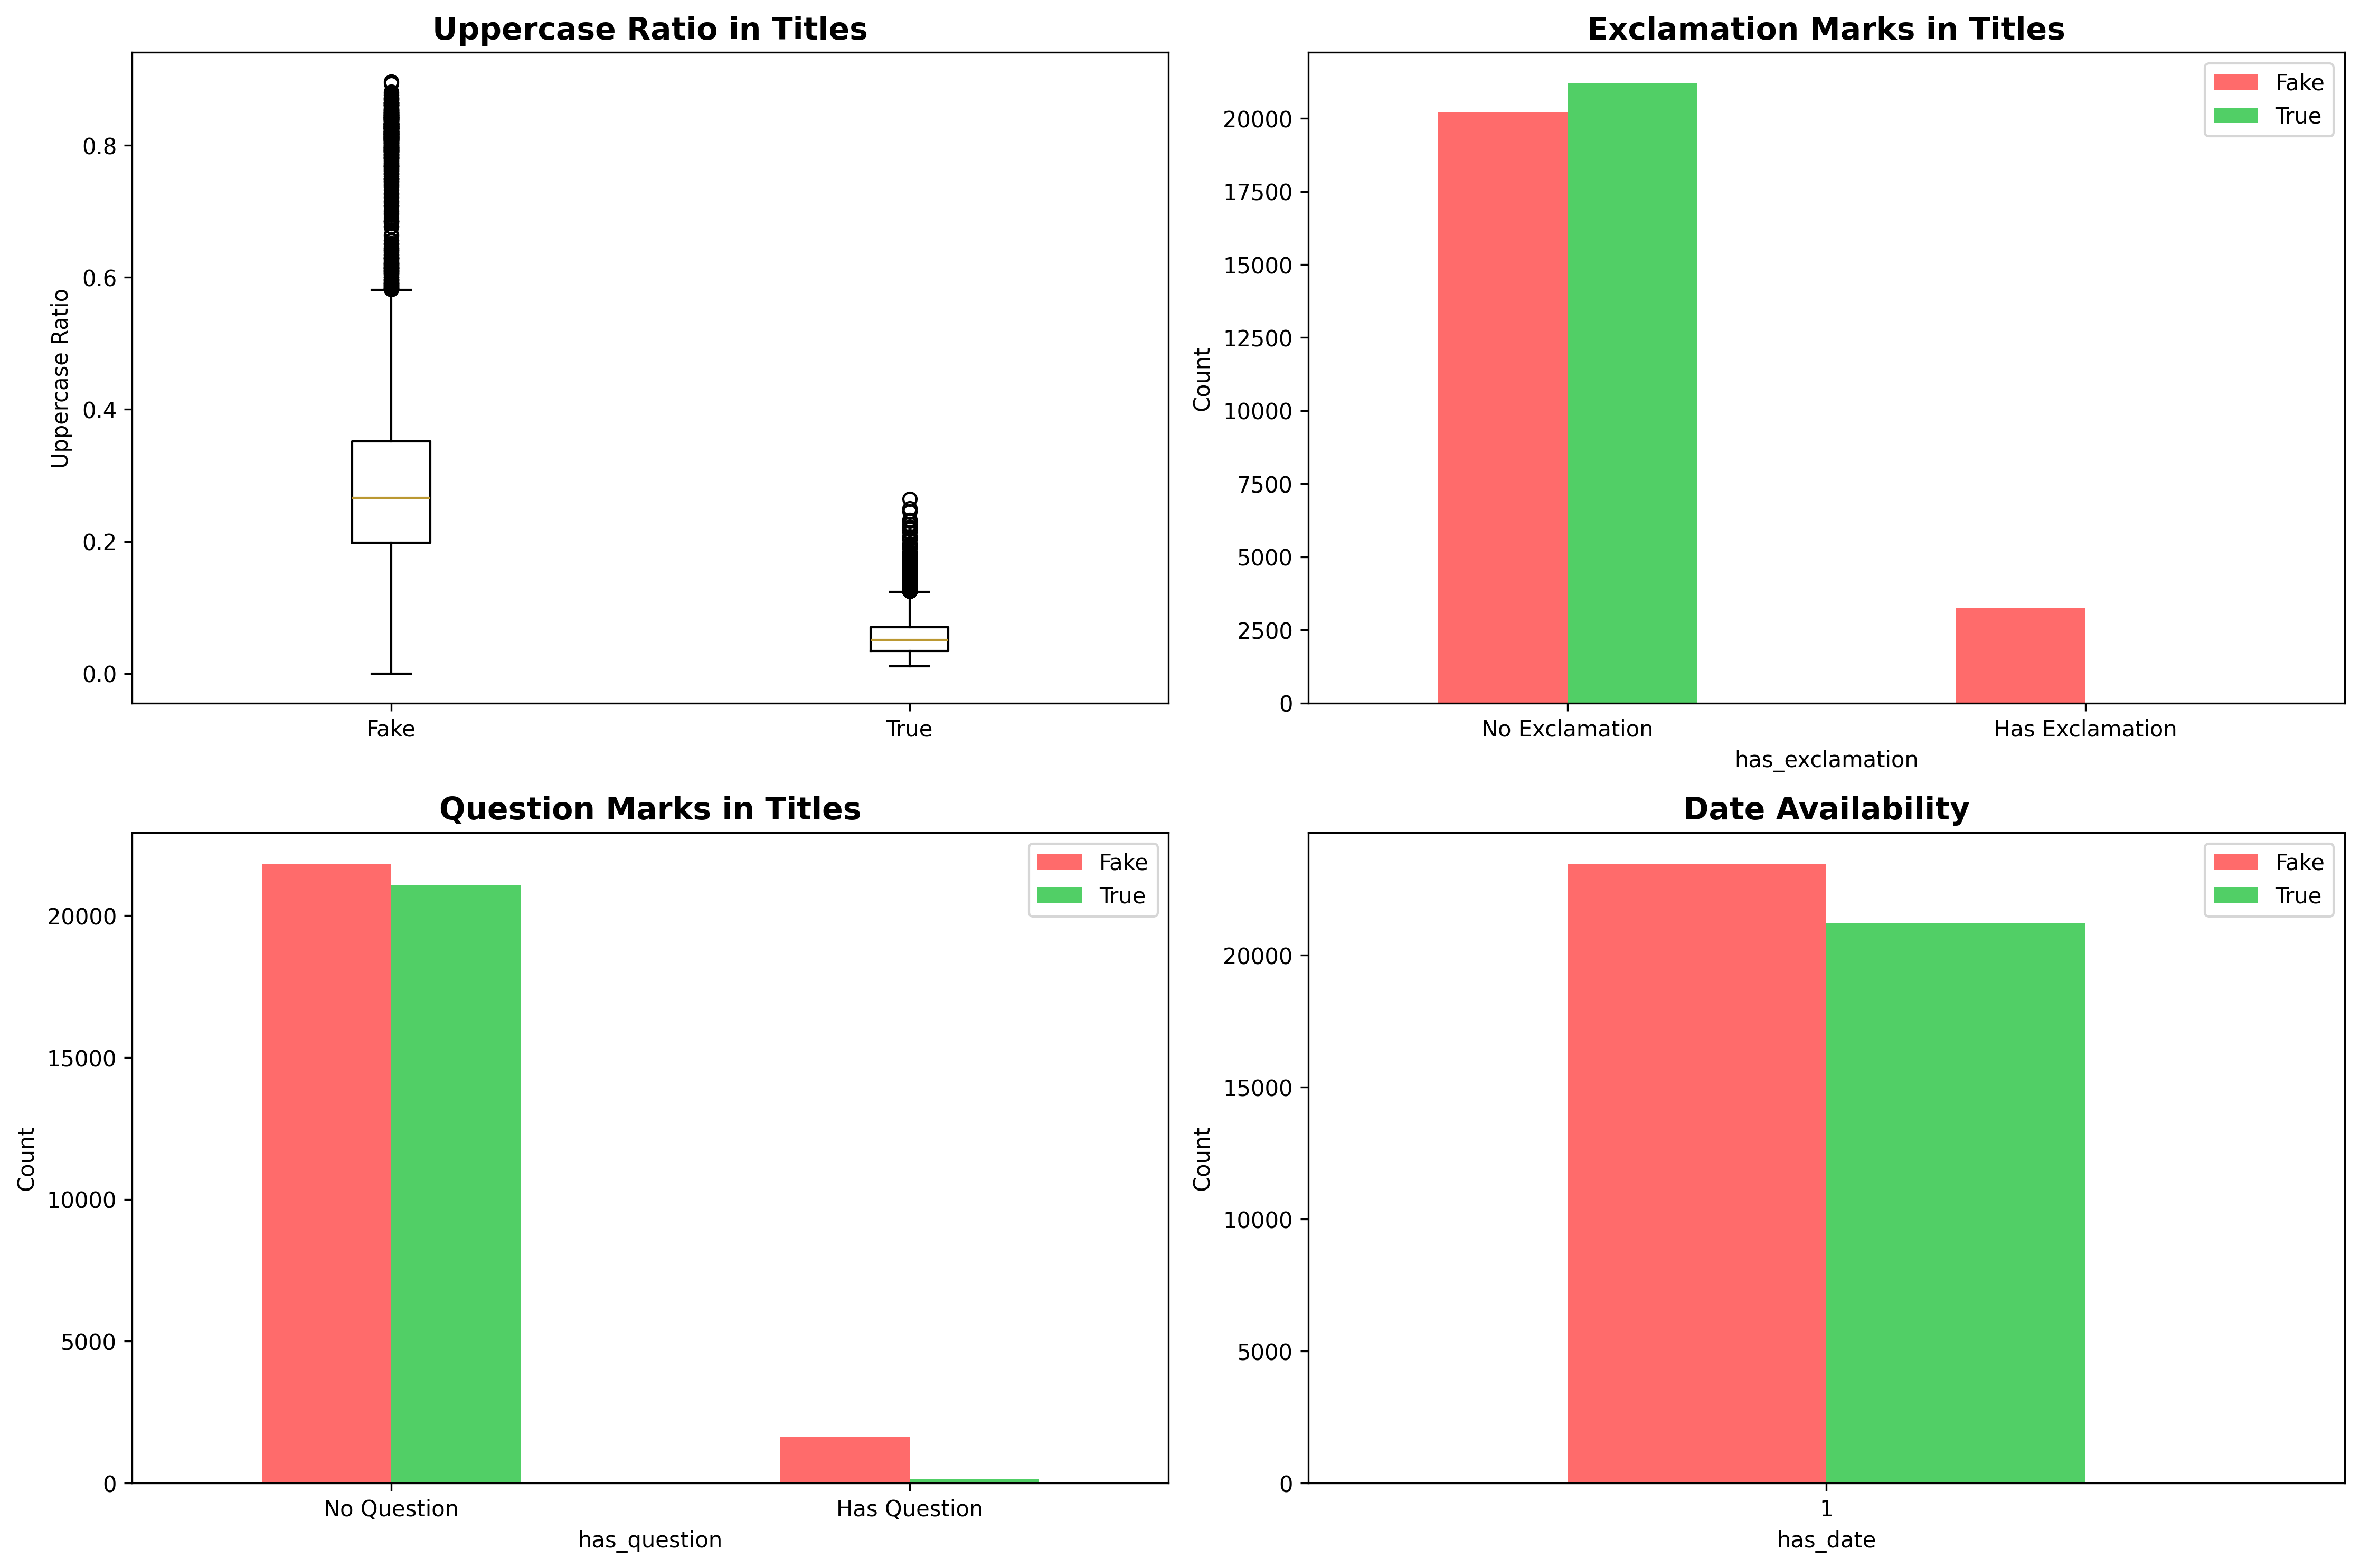 Uppercase Ratio in Titles
Uppercase Ratio
0.8
0.6
0.4
0.2
0.0
Fake
True
Exclamation Marks in Titles
Fake
True
Count
20000
17500
15000
12500
10000
7500
5000
2500
0
No Exclamation
Has Exclamation
has_exclamation
Question Marks in Titles
Fake
True
Count
20000
15000
10000
5000
0
No Question
Has Question
has_question
Date Availability
Fake
True
Count
20000
15000
10000
5000
0
1
has_date